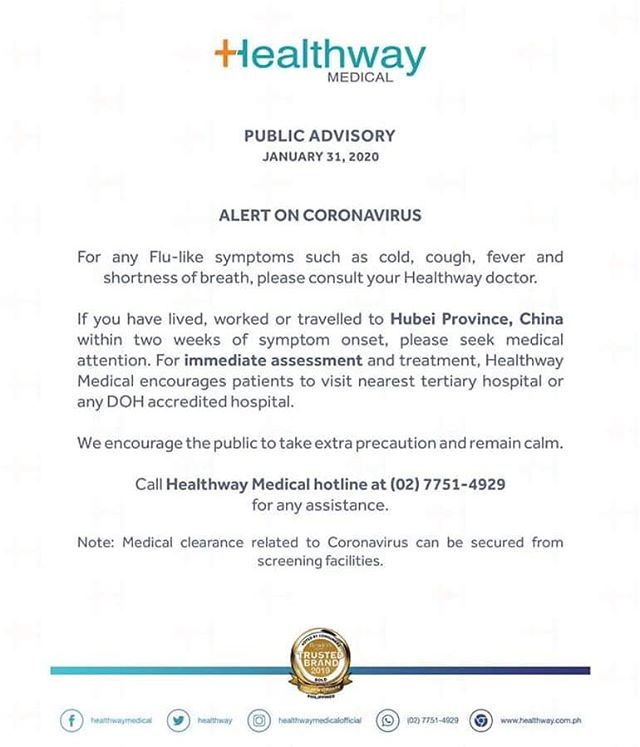 Healthway
MEDICAL
PUBLIC ADVISORY
JANUARY 31, 2020
ALERT ON CORONAVIRUS
For any Flu-like symptoms such as cold, cough, fever and
shortness of breath, please consult your Healthway doctor.
If you have lived, worked or travelled to Hubei Province, China
within two weeks of symptom onset, please seek medical
attention. For immediate assessment and treatment, Healthway
Medical encourages patients to visit nearest tertiary hospital or
any DOH accredited hospital.
We encourage the public to take extra precaution and remain calm.
Call Healthway Medical hotline at (02) 7751-4929
for any assistance.
Note: Medical clearance related to Coronavirus can be secured from
screening facilities.
TRUSTED
BRAND
2019
GOLD
PHILIPPINES
healthwaymedical healthway healthwaymedicalofficial (02) 7751-4929 www.healthway.com.ph